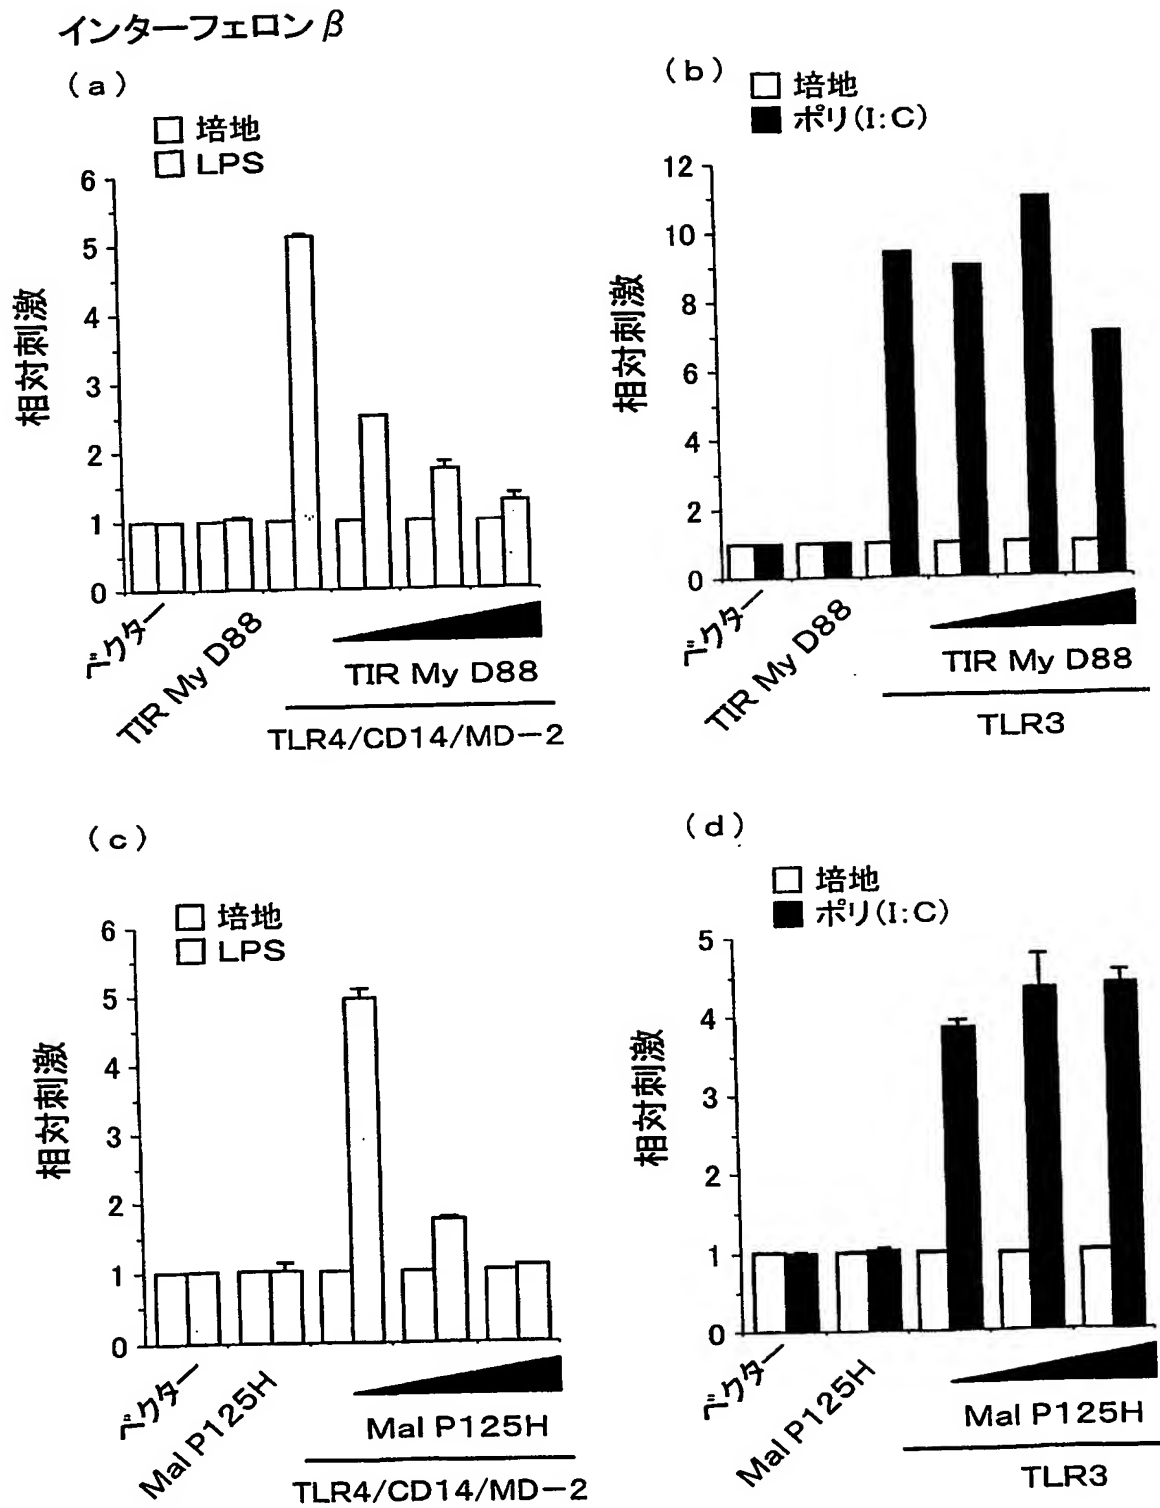 インターフェロンβ
(a)
培地
LPS
6
5
4
3
2
1
0
相対刺激
ベクター
TIR My D88
TIR My D88
TLR4/CD14/MD-2
(b)
培地
ポリ(I:C)
12
10
8
6
4
2
0
相対刺激
ベクター
TIR My D88
TIR My D88
TLR3
(c)
培地
LPS
6
5
4
3
2
1
0
相対刺激
ベクター
Mal P125H
Mal P125H
TLR4/CD14/MD-2
(d)
培地
ポリ(I:C)
5
4
3
2
1
0
相対刺激
ベクター
Mal P125H
Mal P125H
TLR3